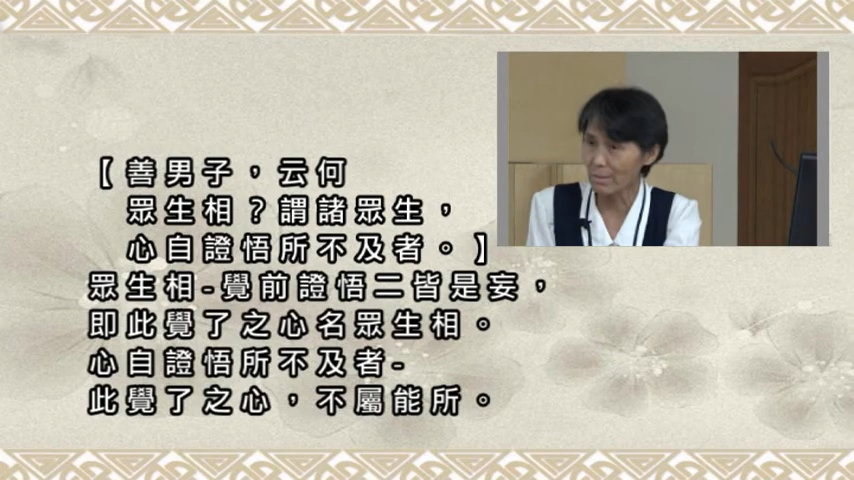 【善男子，云何
眾生相？謂諸眾生，
心自證悟所不及者。】
眾生相-覺前證悟二皆是妄，
即此覺了之心名眾生相。
心自證悟所不及者-
此覺了之心，不屬能所。